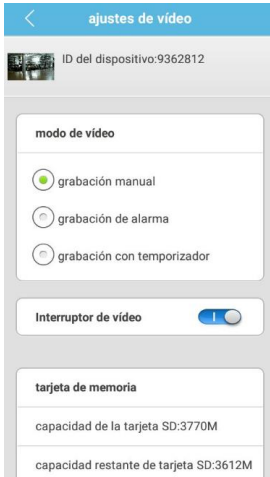 ajustes de vídeo
ID del dispositivo:9362812
modo de vídeo
grabación manual
grabación de alarma
grabación con temporizador
Interruptor de vídeo
tarjeta de memoria
capacidad de la tarjeta SD:3770M
capacidad restante de tarjeta SD:3612M